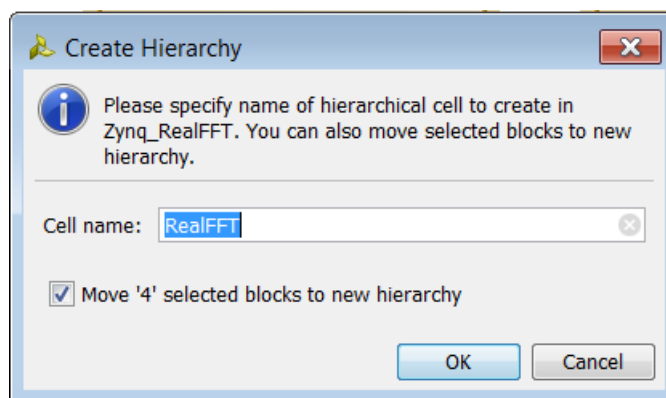 Create Hierarchy
Please specify name of hierarchical cell to create in
Zynq_RealFFT. You can also move selected blocks to new
hierarchy.
Cell name: RealFFT
Move '4' selected blocks to new hierarchy
OK Cancel